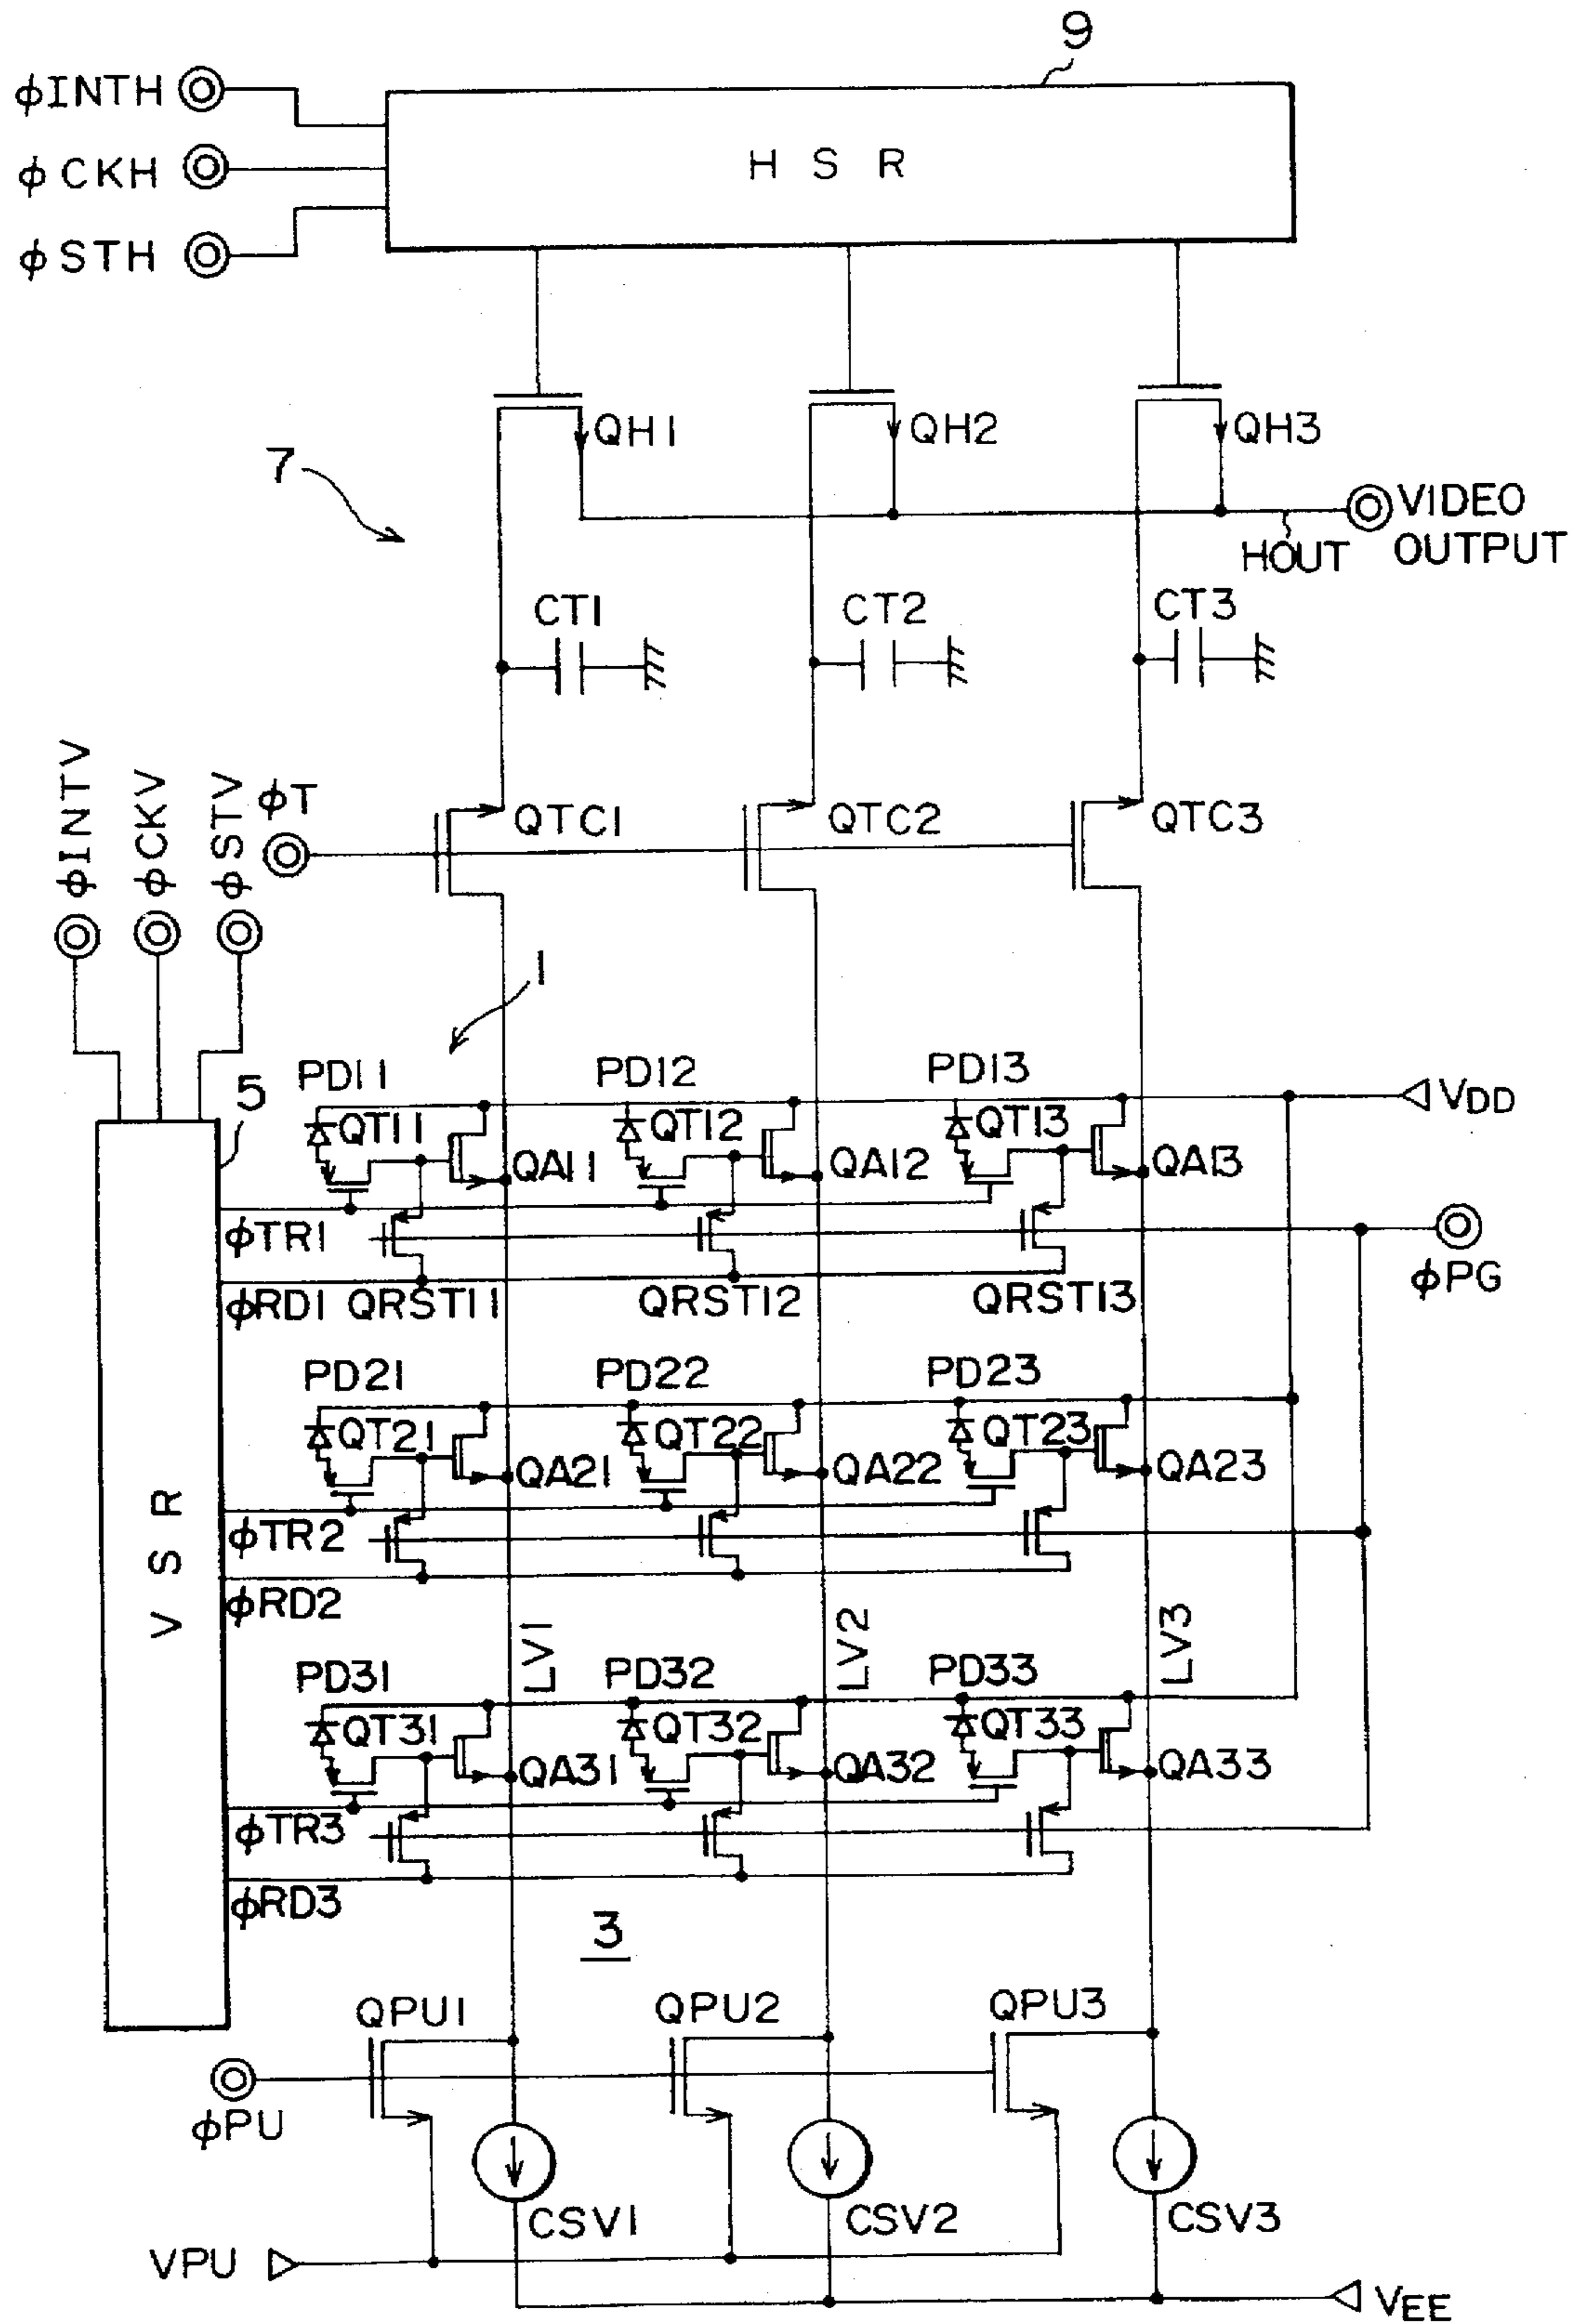 9
φINTH
φCKH
φSTH
HSR
QH1
QH2
QH3
7
VIDEO
OUTPUT
HOUT
CT1
CT2
CT3
φINTV
φCKV
φSTV
φT
QTC1
QTC2
QTC3
1
5
PD11
PD12
PD13
VDD
QT11
QT12
QT13
QA11
QA12
QA13
φTR1
φPG
φRD1
QRST11
QRST12
QRST13
PD21
PD22
PD23
QT21
QT22
QT23
QA21
QA22
QA23
VSR
φTR2
φRD2
LV1
LV2
LV3
PD31
PD32
PD33
QT31
QT32
QT33
QA31
QA32
QA33
φTR3
φRD3
3
QPU1
QPU2
QPU3
φPU
CSV1
CSV2
CSV3
VPU
VEE